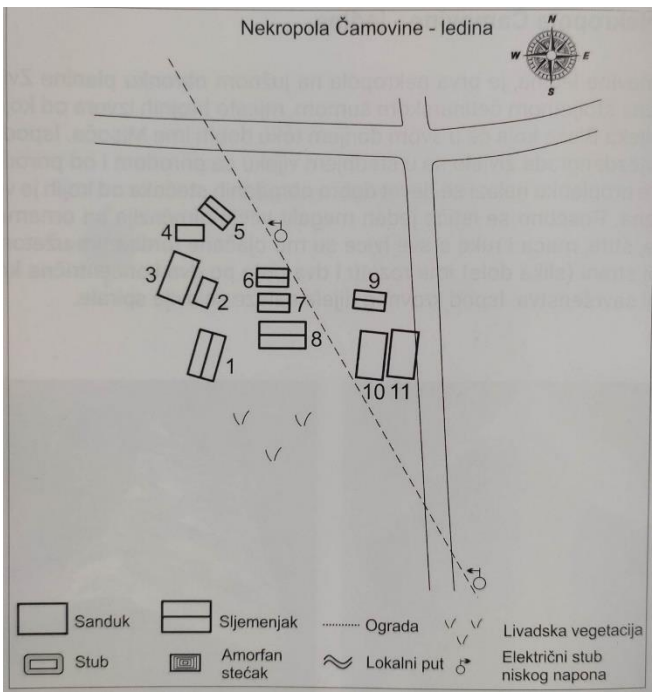 Nekropola Čamovine - ledina
N
W E
S
5
4
3
6
9
2
7
8
1
10 11
Sanduk
Sljemenjak
Ograda
Livadska vegetacija
Stub
Amorfan
stećak
Lokalni put
Električni stub
niskog napona